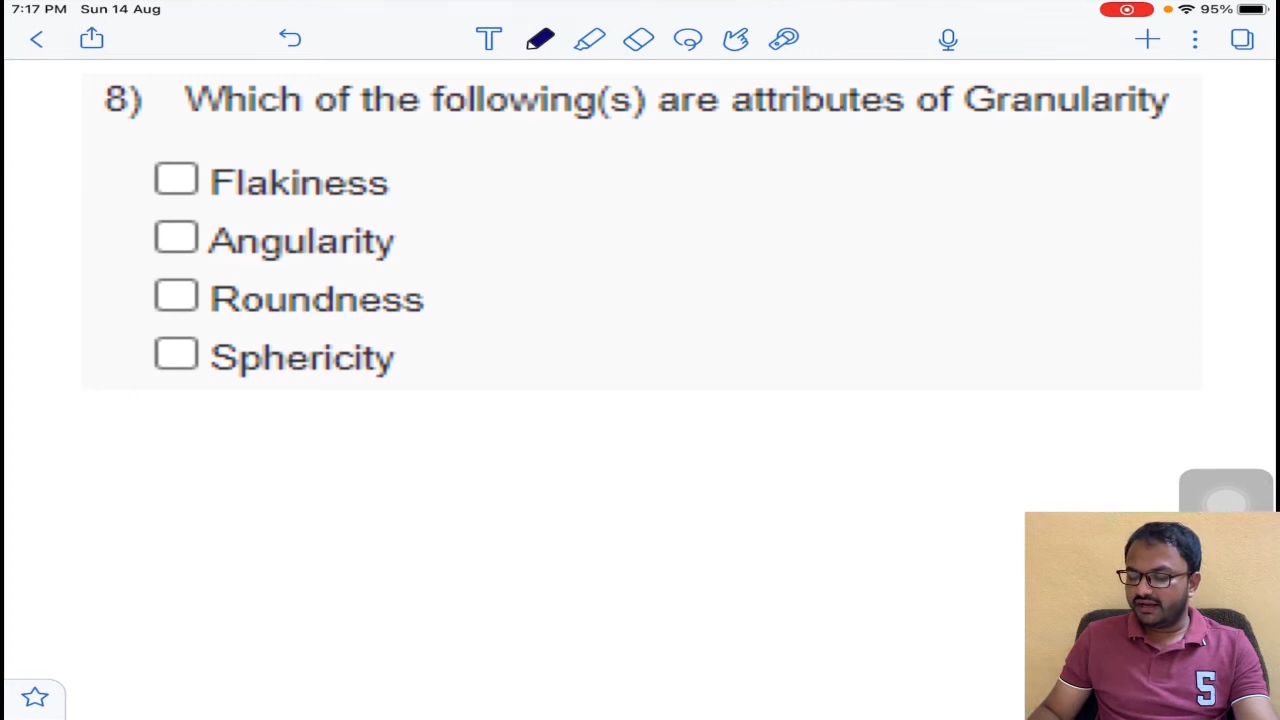 7:17 PM Sun 14 Aug
95%
T
8) Which of the following(s) are attributes of Granularity
Flakiness
Angularity
Roundness
Sphericity
5